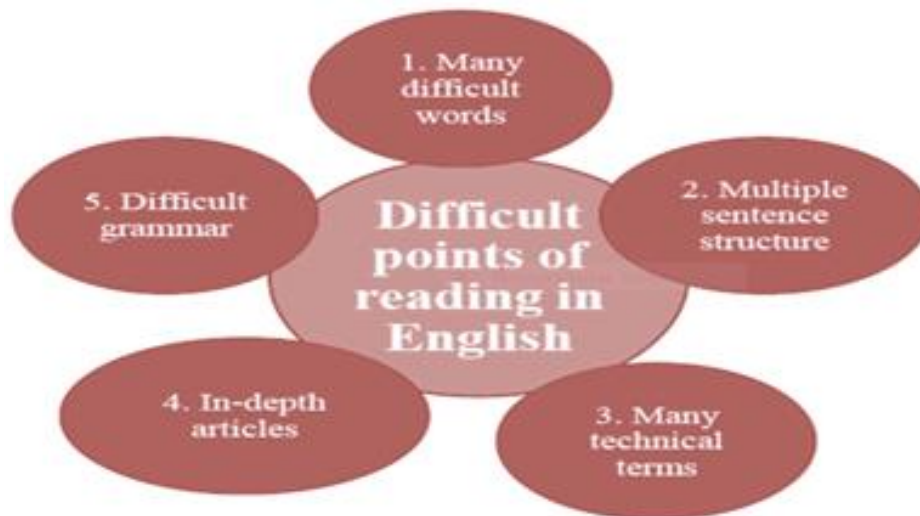 Difficult
points of
reading in
English
1. Many
difficult
words
2. Multiple
sentence
structure
3. Many
technical
terms
4. In-depth
articles
5. Difficult
grammar